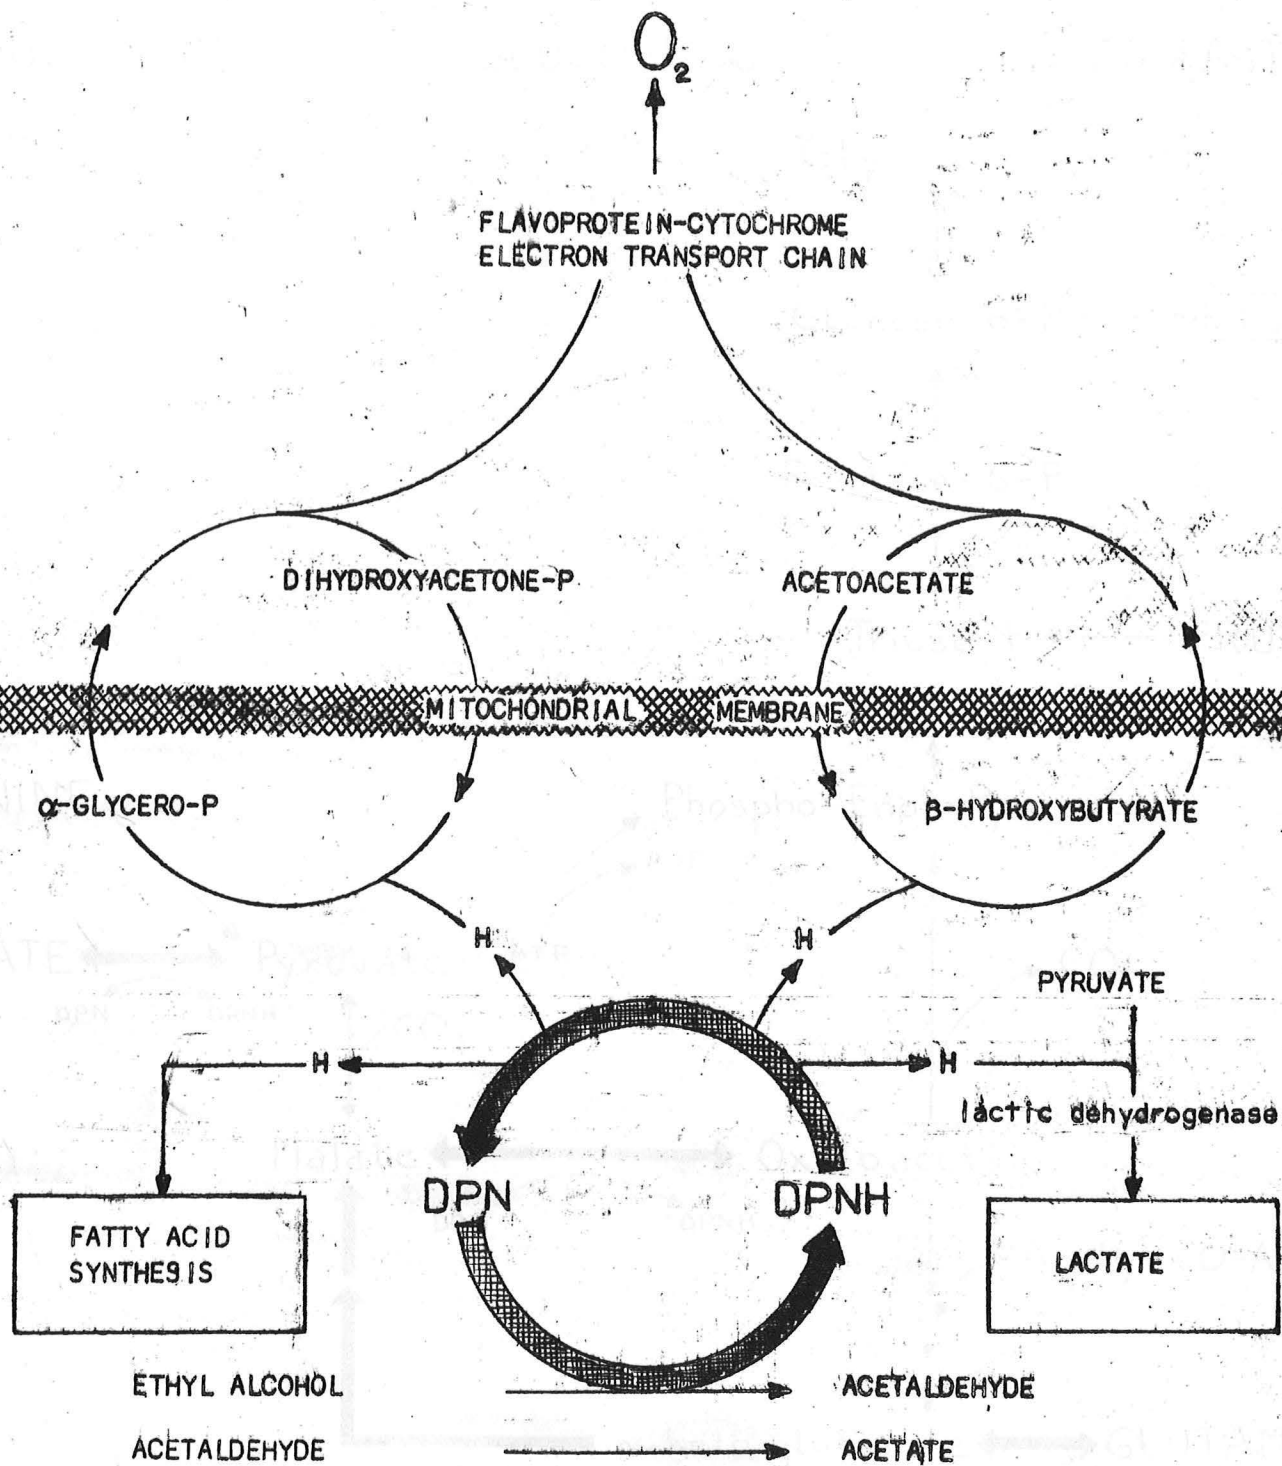 O₂
FLAVOPROTEIN-CYTOCHROME
ELECTRON TRANSPORT CHAIN
DIHYDROXYACETONE-P
ACETOACETATE
MITOCHONDRIAL MEMBRANE
α-GLYCERO-P
β-HYDROXYBUTYRATE
H
H
PYRUVATE
H
H
lactic dehydrogenase
DPN
DPNH
FATTY ACID
SYNTHESIS
LACTATE
ETHYL ALCOHOL
ACETALDEHYDE
ACETALDEHYDE
ACETATE